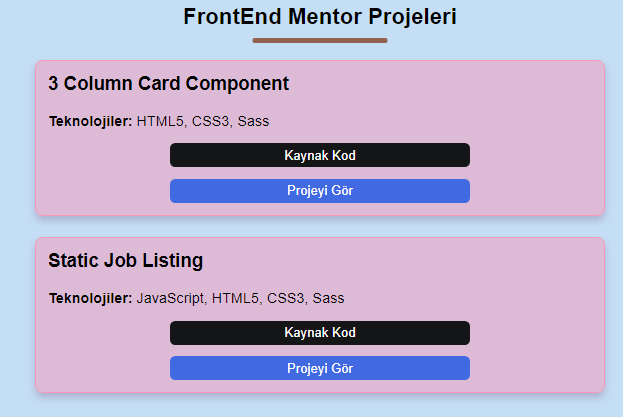 FrontEnd Mentor Projeleri
3 Column Card Component
Teknolojiler: HTML5, CSS3, Sass
Kaynak Kod
Projeyi Gör
Static Job Listing
Teknolojiler: JavaScript, HTML5, CSS3, Sass
Kaynak Kod
Projeyi Gör